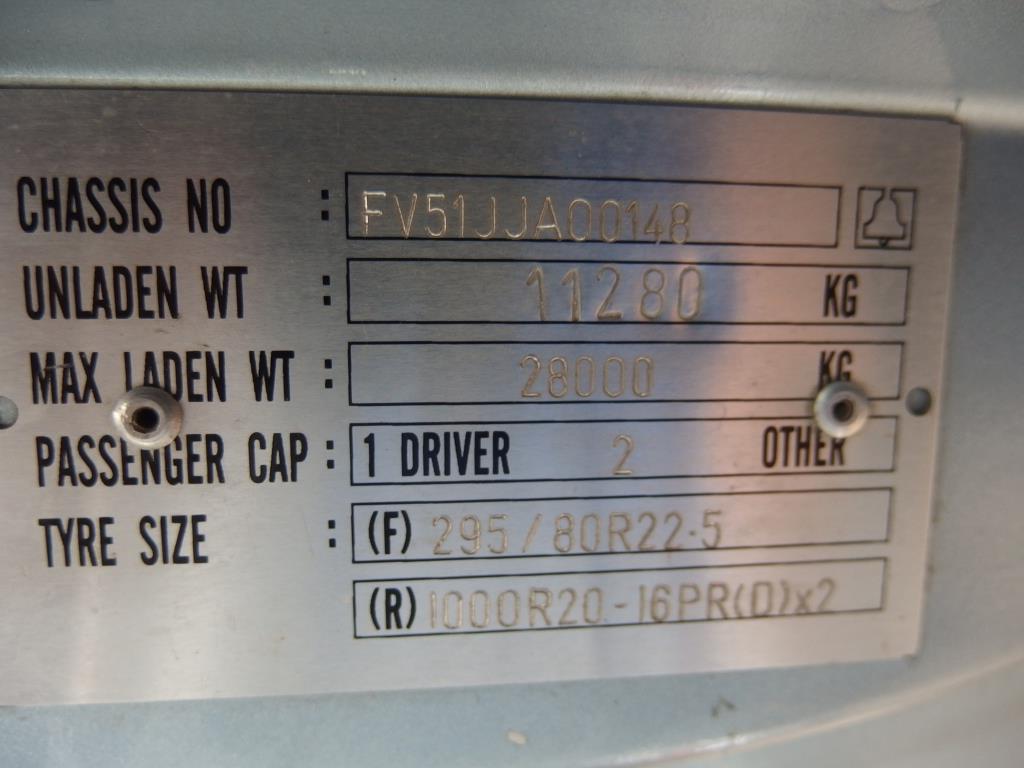 CHASSIS NO : FV51JJA00148
UNLADEN WT : 11280 KG
MAX LADEN WT : 28000 KG
PASSENGER CAP : 1 DRIVER 2 OTHER
TYRE SIZE : (F) 295/80R22.5
(R) 1000R20-16PR(D)x2